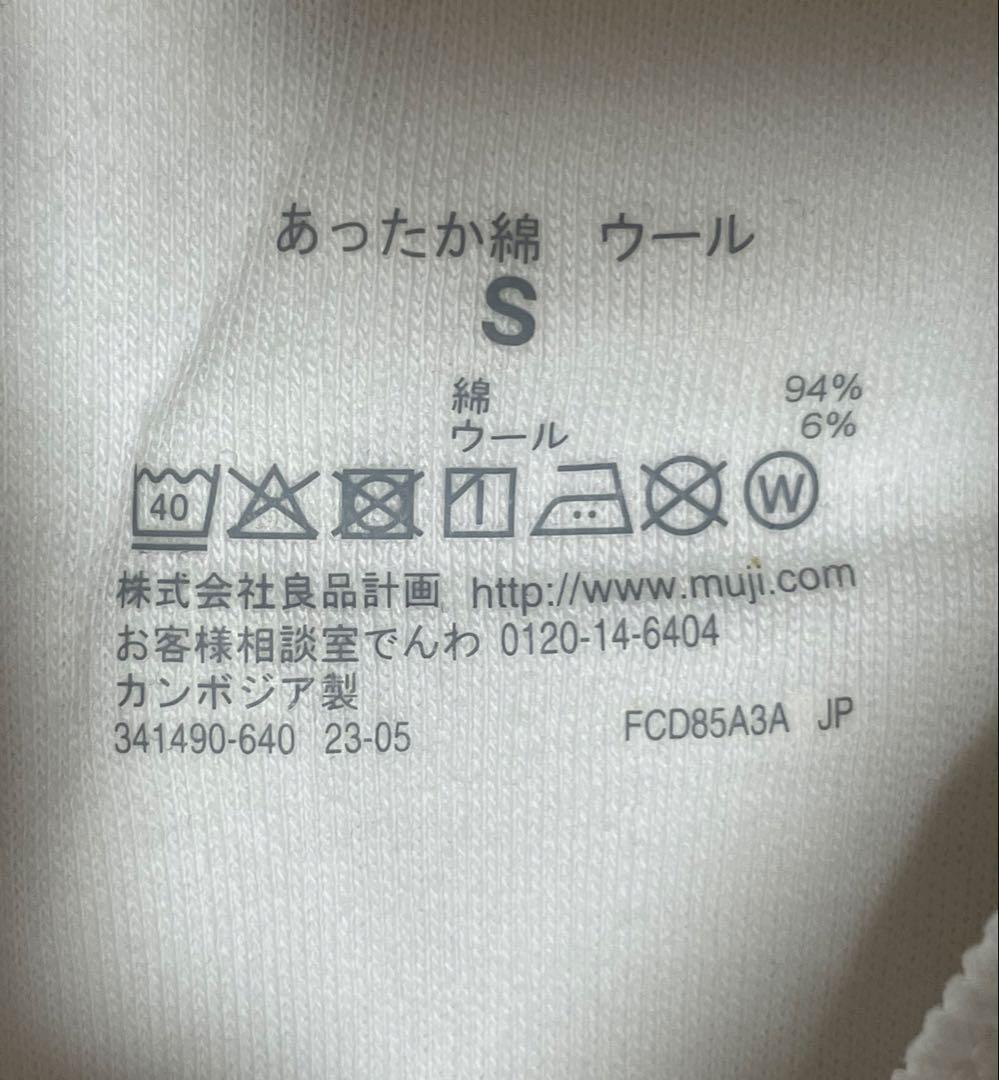 あったか綿　ウール
S
綿 94%
ウール 6%
40 W
株式会社良品計画 http://www.muji.com
お客様相談室でんわ 0120-14-6404
カンボジア製
341490-640 23-05 FCD85A3A JP